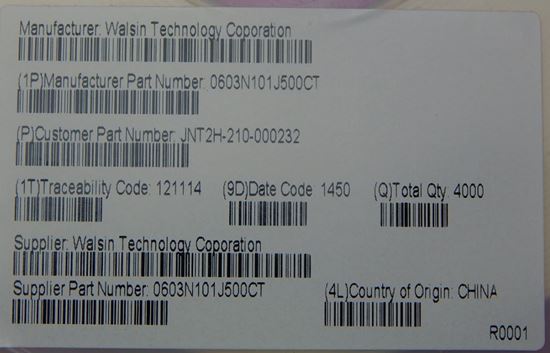 Manufacturer: Walsin Technology Coporation
(1P)Manufacturer Part Number: 0603N101J500CT
(P)Customer Part Number: JNT2H-210-000232
(1T)Traceability Code: 121114 (9D)Date Code: 1450 (Q)Total Qty: 4000
Supplier: Walsin Technology Coporation
Supplier Part Number: 0603N101J500CT (4L)Country of Origin: CHINA
R0001